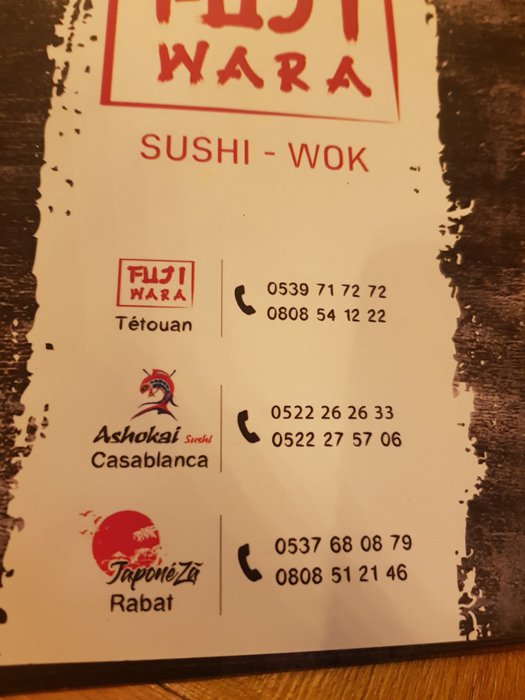 FUJI
WARA
SUSHI - WOK
FUJI
WARA
Tétouan
0539 71 72 72
0808 54 12 22
Ashokai Sushi
Casablanca
0522 26 26 33
0522 27 57 06
JaponéZã
Rabat
0537 68 08 79
0808 51 21 46